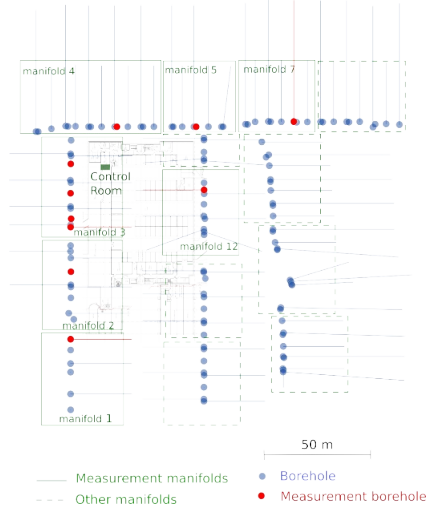 manifold 4
manifold 5
manifold 7
Control
Room
manifold 3
manifold 12
manifold 2
manifold 1
50 m
Measurement manifolds
Borehole
Other manifolds
Measurement borehole